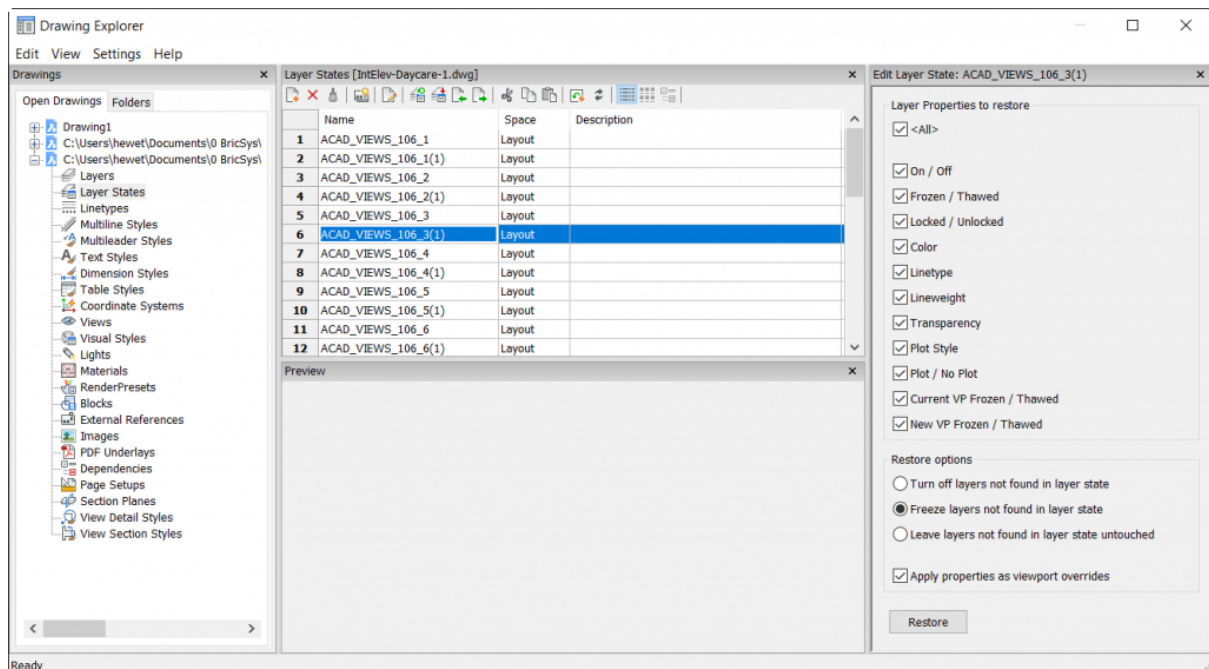 Drawing Explorer
Edit View Settings Help
Drawings
Open Drawings Folders
Drawing1
C:\Users\hewet\Documents\0 BricSys\
C:\Users\hewet\Documents\0 BricSys\
Layers
Layer States
Linetypes
Multiline Styles
Multileader Styles
Text Styles
Dimension Styles
Table Styles
Coordinate Systems
Views
Visual Styles
Lights
Materials
RenderPresets
Blocks
External References
Images
PDF Underlays
Dependencies
Page Setups
Section Planes
View Detail Styles
View Section Styles
Layer States [IntElev-Daycare-1.dwg]
Name Space Description
1 ACAD_VIEWS_106_1 Layout
2 ACAD_VIEWS_106_1(1) Layout
3 ACAD_VIEWS_106_2 Layout
4 ACAD_VIEWS_106_2(1) Layout
5 ACAD_VIEWS_106_3 Layout
6 ACAD_VIEWS_106_3(1) Layout
7 ACAD_VIEWS_106_4 Layout
8 ACAD_VIEWS_106_4(1) Layout
9 ACAD_VIEWS_106_5 Layout
10 ACAD_VIEWS_106_5(1) Layout
11 ACAD_VIEWS_106_6 Layout
12 ACAD_VIEWS_106_6(1) Layout
Preview
Edit Layer State: ACAD_VIEWS_106_3(1)
Layer Properties to restore
<All>
On / Off
Frozen / Thawed
Locked / Unlocked
Color
Linetype
Lineweight
Transparency
Plot Style
Plot / No Plot
Current VP Frozen / Thawed
New VP Frozen / Thawed
Restore options
Turn off layers not found in layer state
Freeze layers not found in layer state
Leave layers not found in layer state untouched
Apply properties as viewport overrides
Restore
Ready